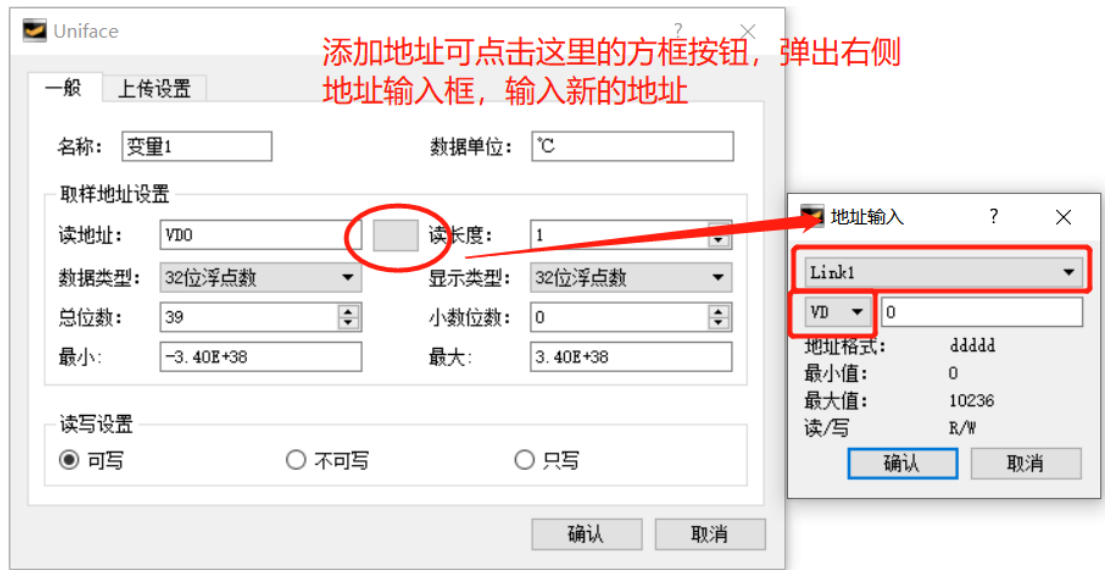 Uniface
?
添加地址可点击这里的方框按钮，弹出右侧
地址输入框，输入新的地址
一般 上传设置
名称： 变量1 数据单位： ℃
取样地址设置
读地址： VD0 读长度： 1
数据类型： 32位浮点数 显示类型： 32位浮点数
总位数： 39 小数位数： 0
最小： -3.40E+38 最大： 3.40E+38
读写设置
可写 不可写 只写
确认 取消
地址输入 ?
Link1
VD 0
地址格式： ddddd
最小值： 0
最大值： 10236
读/写 R/W
确认 取消